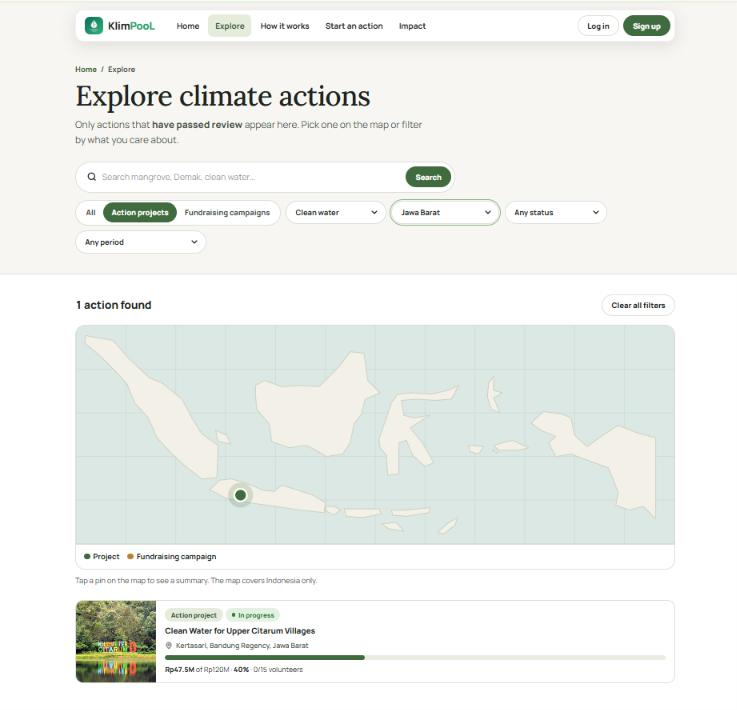 KlimPooL Home Explore How it works Start an action Impact Log in Sign up
Home / Explore
Explore climate actions
Only actions that have passed review appear here. Pick one on the map or filter
by what you care about.
Search mangrove, Demak, clean water... Search
All Action projects Fundraising campaigns Clean water Jawa Barat Any status
Any period
1 action found Clear all filters
Project Fundraising campaign
Tap a pin on the map to see a summary. The map covers Indonesia only.
Action project In progress
Clean Water for Upper Citarum Villages
Kertasari, Bandung Regency, Jawa Barat
Rp47.5M of Rp120M · 40% · 0/15 volunteers
CITARUM